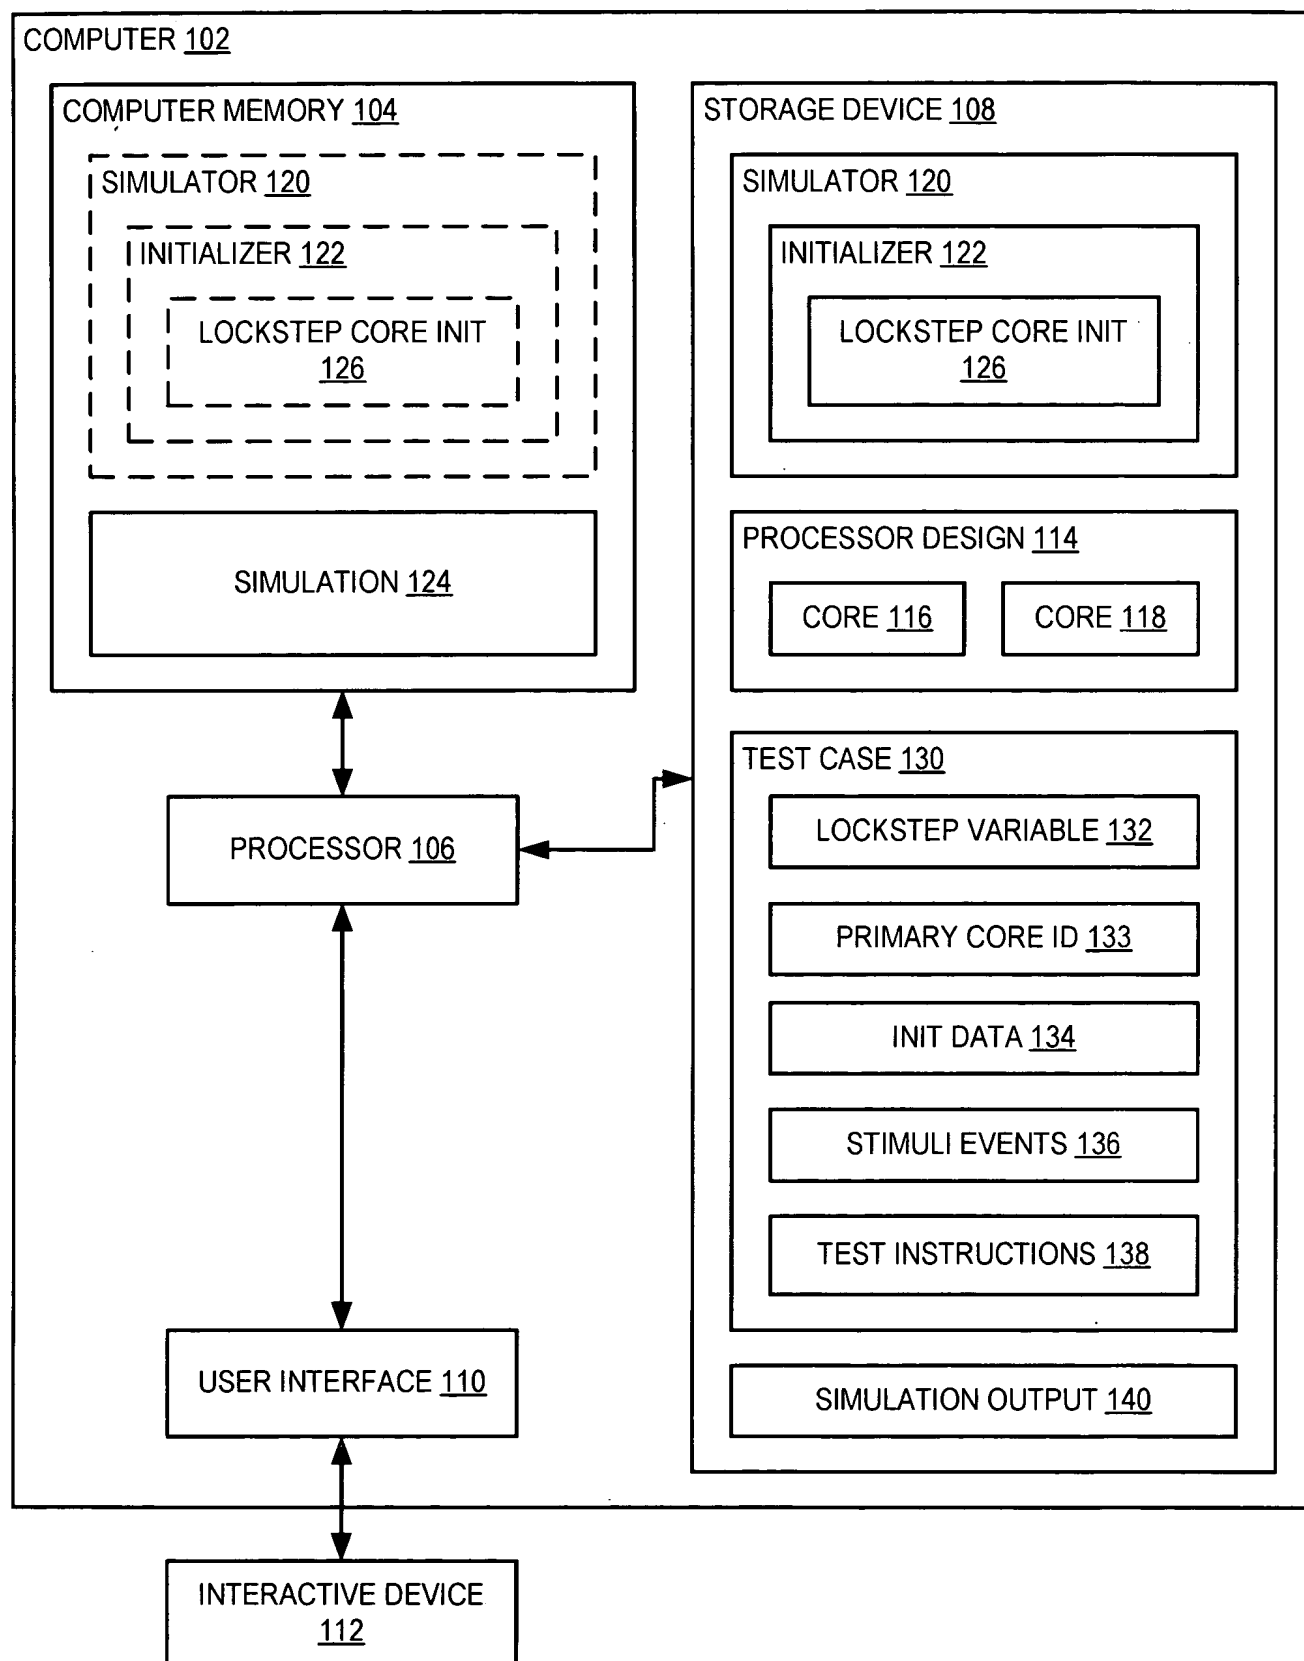 COMPUTER 102
COMPUTER MEMORY 104
SIMULATOR 120
INITIALIZER 122
LOCKSTEP CORE INIT
126
SIMULATION 124
PROCESSOR 106
USER INTERFACE 110
INTERACTIVE DEVICE
112
STORAGE DEVICE 108
SIMULATOR 120
INITIALIZER 122
LOCKSTEP CORE INIT
126
PROCESSOR DESIGN 114
CORE 116
CORE 118
TEST CASE 130
LOCKSTEP VARIABLE 132
PRIMARY CORE ID 133
INIT DATA 134
STIMULI EVENTS 136
TEST INSTRUCTIONS 138
SIMULATION OUTPUT 140